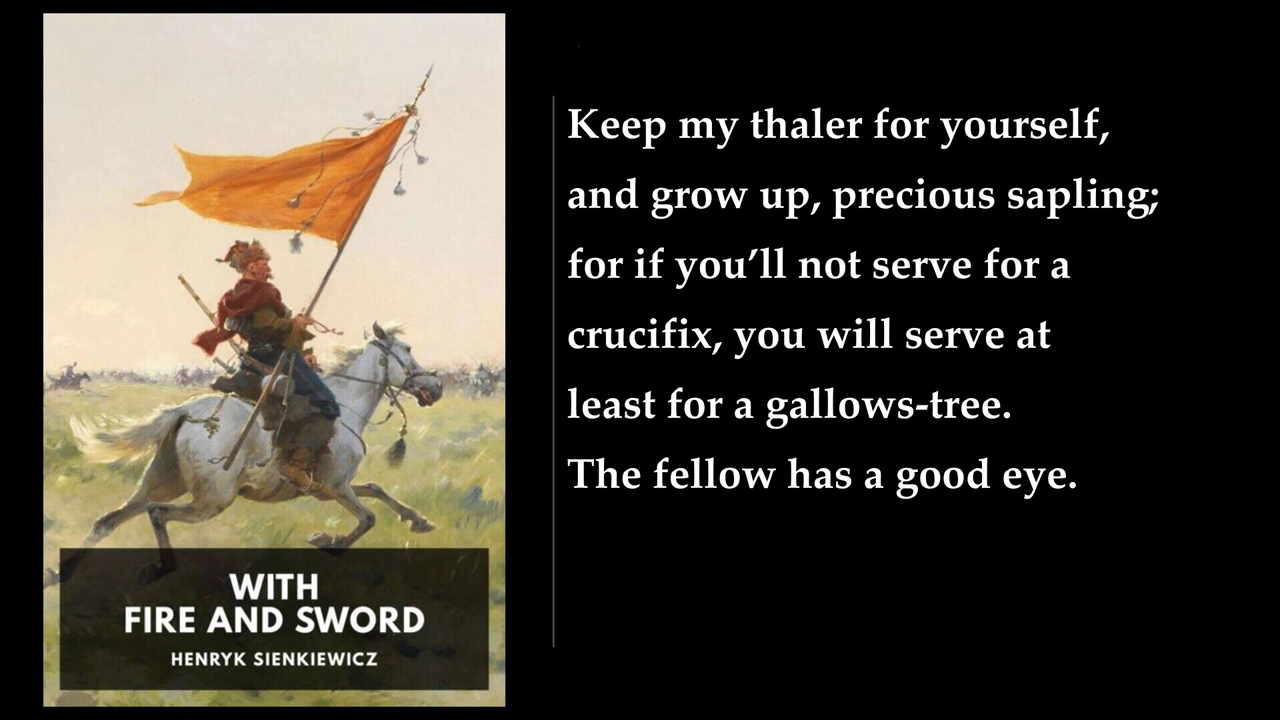 WITH
FIRE AND SWORD
HENRYK SIENKIEWICZ
Keep my thaler for yourself,
and grow up, precious sapling;
for if you’ll not serve for a
crucifix, you will serve at
least for a gallows-tree.
The fellow has a good eye.